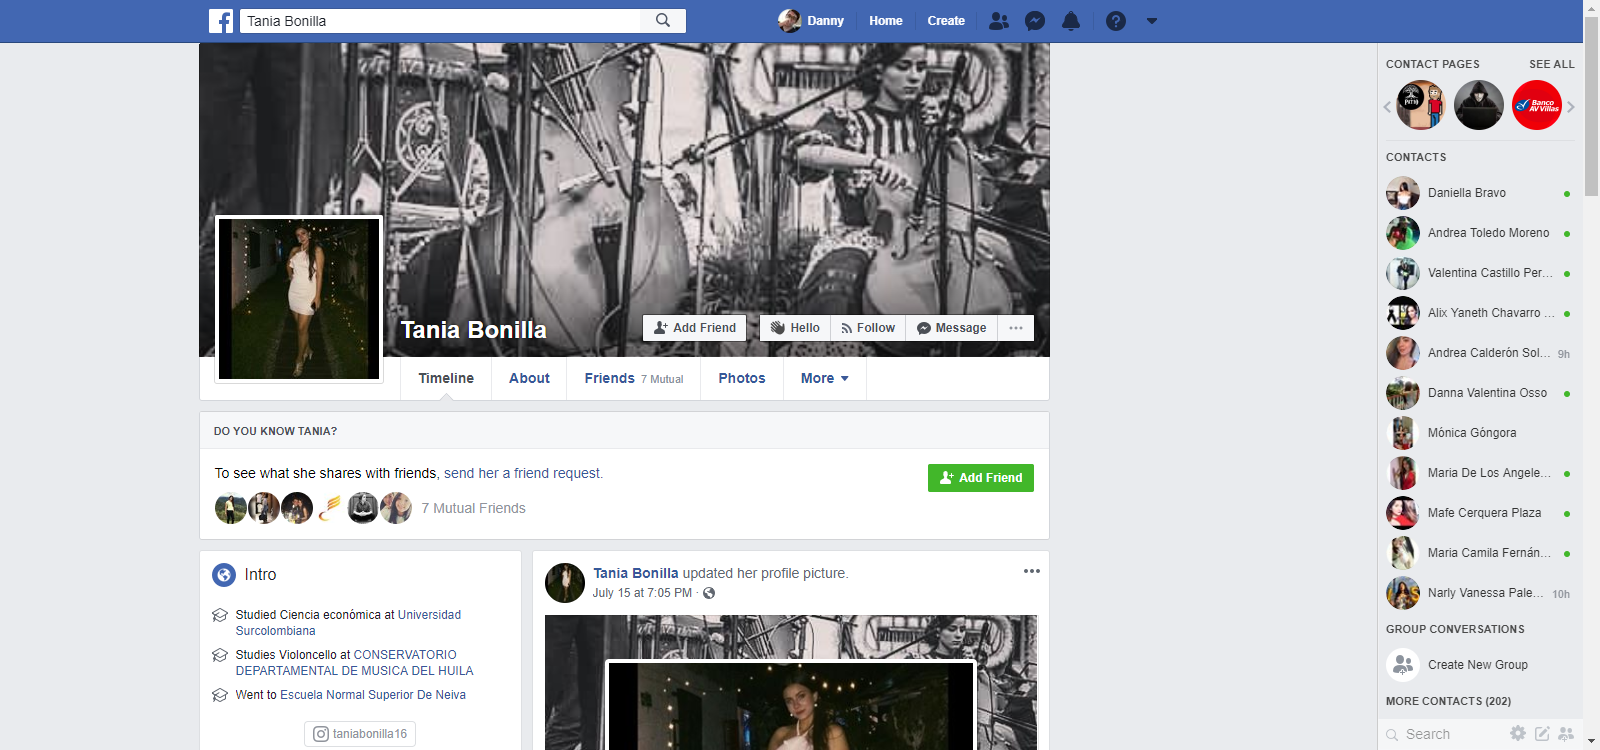 Tania Bonilla
Danny
Home
Create
Tania Bonilla
Add Friend
Hello
Follow
Message
Timeline
About
Friends 7 Mutual
Photos
More
DO YOU KNOW TANIA?
To see what she shares with friends, send her a friend request.
Add Friend
7 Mutual Friends
Intro
Studied Ciencia económica at Universidad
Surcolombiana
Studies Violoncello at CONSERVATORIO
DEPARTAMENTAL DE MUSICA DEL HUILA
Went to Escuela Normal Superior De Neiva
taniabonilla16
Tania Bonilla updated her profile picture.
July 15 at 7:05 PM ·
CONTACT PAGES
SEE ALL
Banco
AV Villas
CONTACTS
Daniella Bravo
Andrea Toledo Moreno
Valentina Castillo Per...
Alix Yaneth Chavarro ...
Andrea Calderón Sol... 9h
Danna Valentina Osso
Mónica Góngora
Maria De Los Angele...
Mafe Cerquera Plaza
Maria Camila Fernán...
Narly Vanessa Pale... 10h
GROUP CONVERSATIONS
Create New Group
MORE CONTACTS (202)
Search